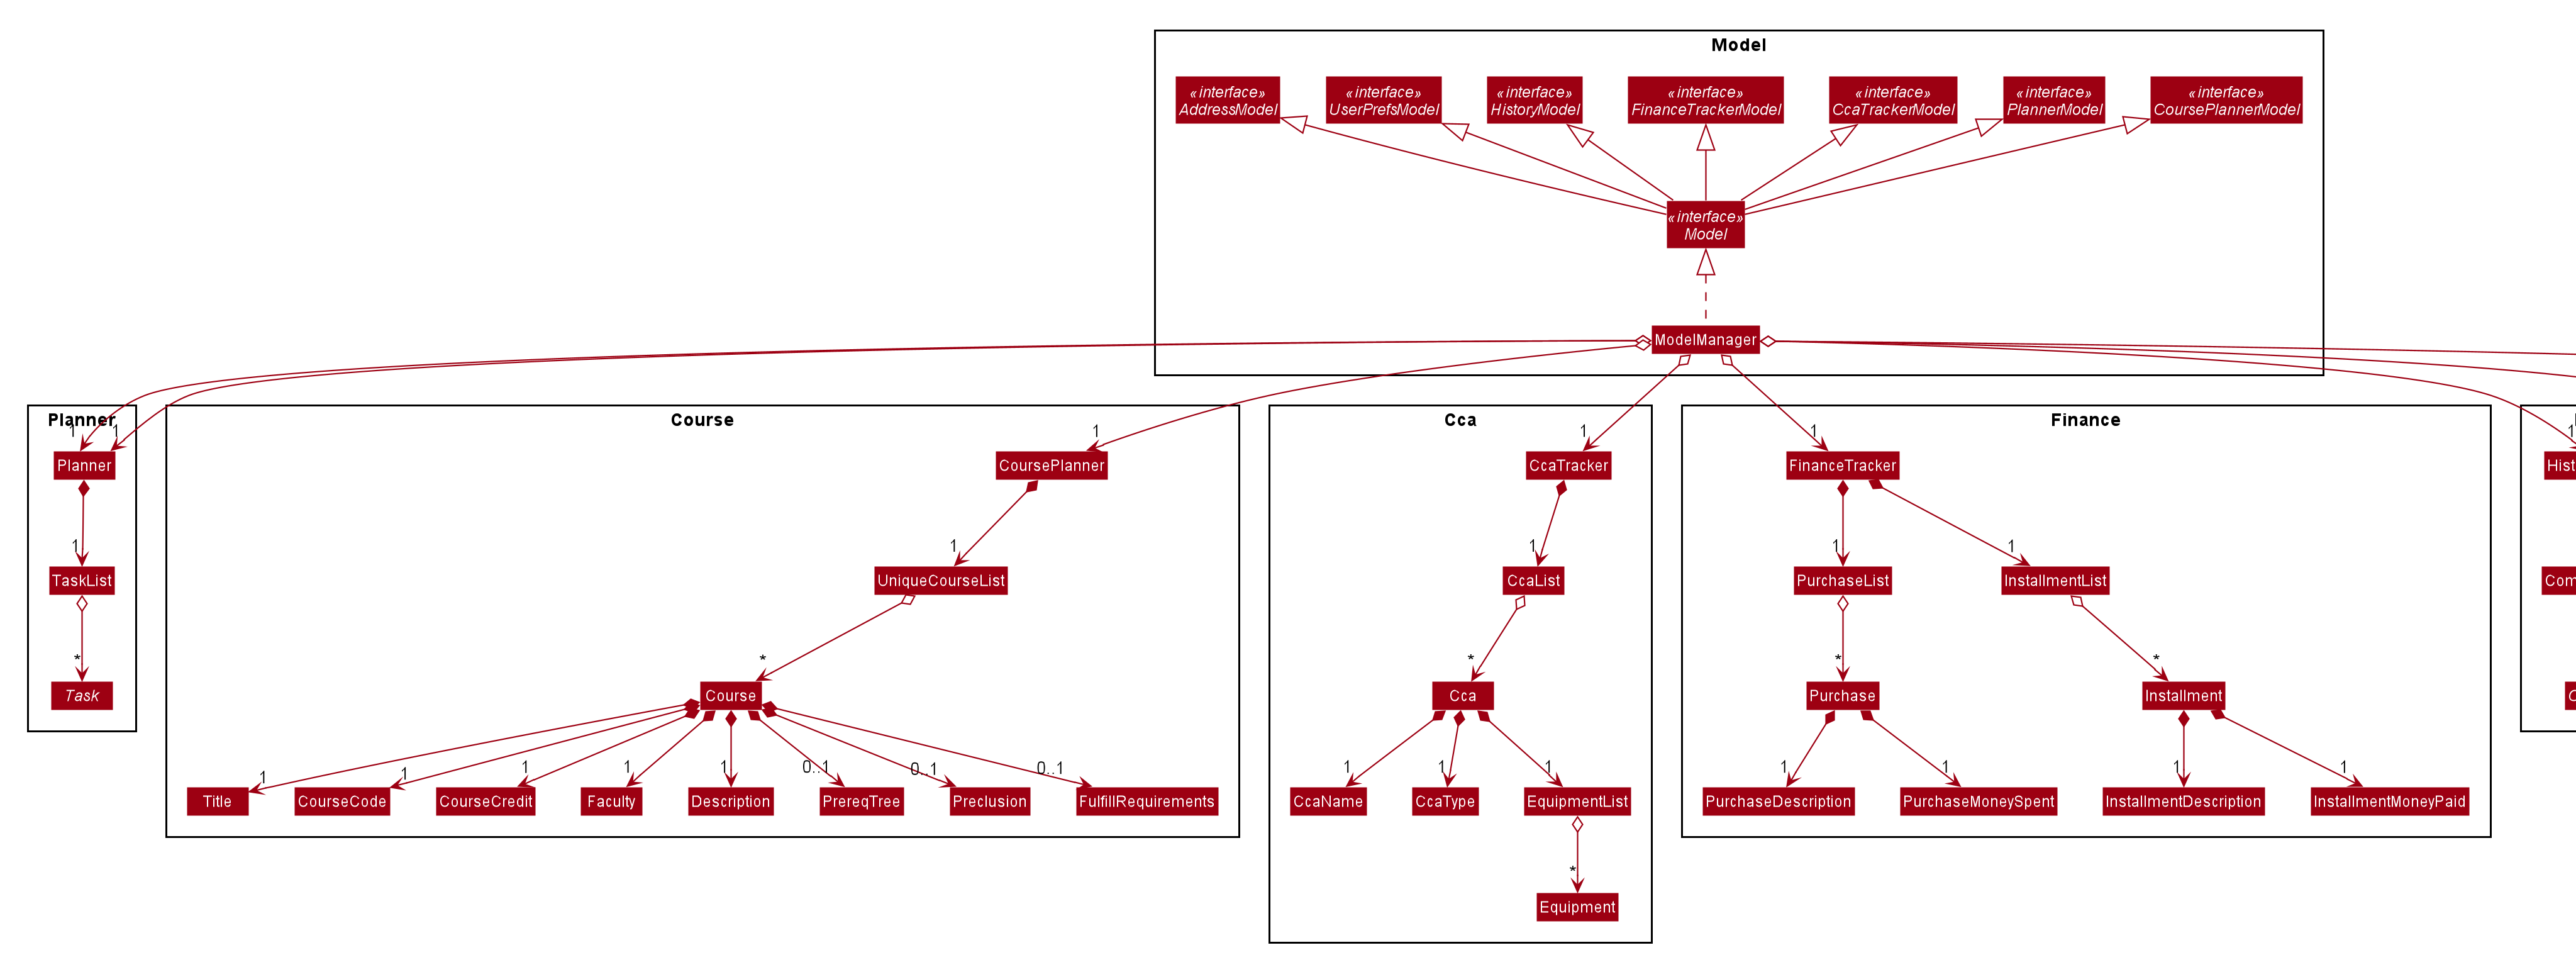 Model
«interface»
AddressModel
«interface»
UserPrefsModel
«interface»
HistoryModel
«interface»
FinanceTrackerModel
«interface»
CcaTrackerModel
«interface»
PlannerModel
«interface»
CoursePlannerModel
«interface»
Model
ModelManager
Planner
Course
Cca
Finance
1
1
1
1
1
1
Planner
CoursePlanner
CcaTracker
FinanceTracker
Hist
1
1
1
1
1
TaskList
UniqueCourseList
CcaList
PurchaseList
InstallmentList
Com
*
*
*
*
*
Task
Course
Cca
Purchase
Installment
1
1
1
1
1
0..1
0..1
0..1
1
1
1
1
1
1
1
Title
CourseCode
CourseCredit
Faculty
Description
PrereqTree
Preclusion
FulfillRequirements
CcaName
CcaType
EquipmentList
PurchaseDescription
PurchaseMoneySpent
InstallmentDescription
InstallmentMoneyPaid
*
Equipment